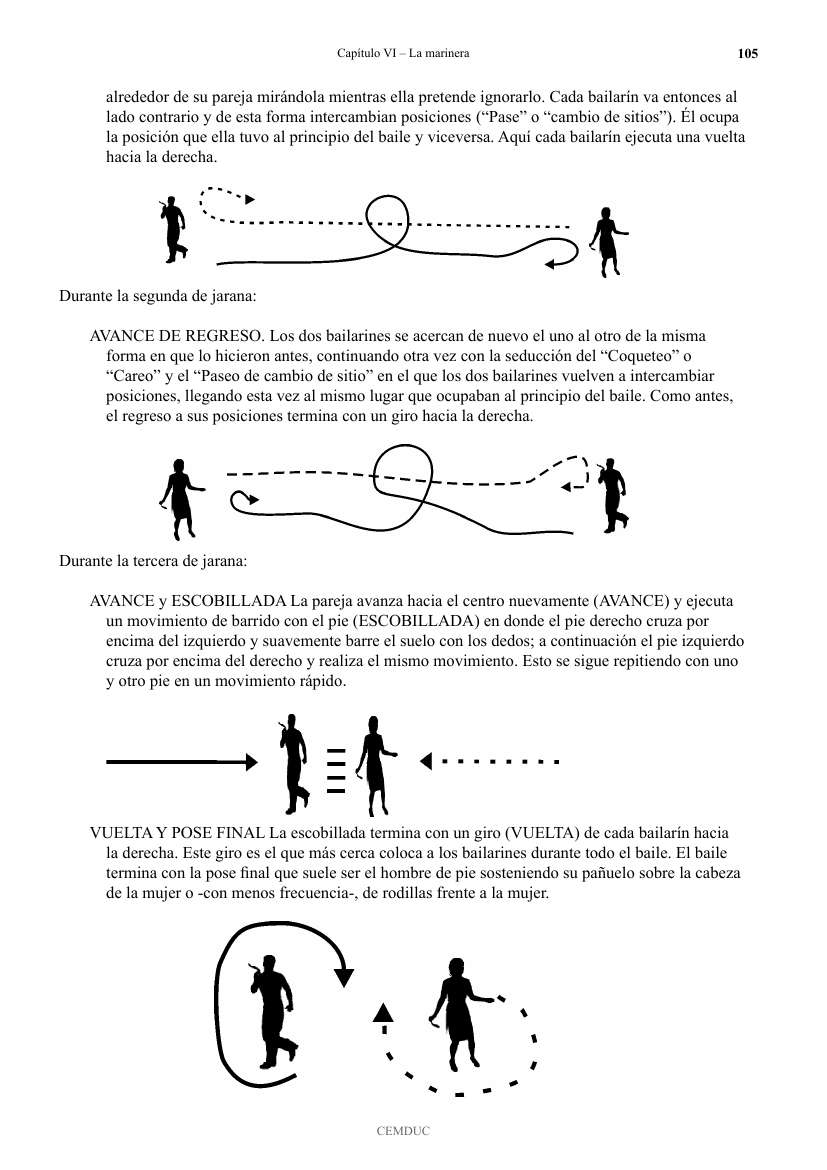 Capítulo VI – La marinera
105
alrededor de su pareja mirándola mientras ella pretende ignorarlo. Cada bailarín va entonces al
lado contrario y de esta forma intercambian posiciones (“Pase” o “cambio de sitios”). Él ocupa
la posición que ella tuvo al principio del baile y viceversa. Aquí cada bailarín ejecuta una vuelta
hacia la derecha.
Durante la segunda de jarana:
AVANCE DE REGRESO. Los dos bailarines se acercan de nuevo el uno al otro de la misma
forma en que lo hicieron antes, continuando otra vez con la seducción del “Coqueteo” o
“Careo” y el “Paseo de cambio de sitio” en el que los dos bailarines vuelven a intercambiar
posiciones, llegando esta vez al mismo lugar que ocupaban al principio del baile. Como antes,
el regreso a sus posiciones termina con un giro hacia la derecha.
Durante la tercera de jarana:
AVANCE y ESCOBILLADA La pareja avanza hacia el centro nuevamente (AVANCE) y ejecuta
un movimiento de barrido con el pie (ESCOBILLADA) en donde el pie derecho cruza por
encima del izquierdo y suavemente barre el suelo con los dedos; a continuación el pie izquierdo
cruza por encima del derecho y realiza el mismo movimiento. Esto se sigue repitiendo con uno
y otro pie en un movimiento rápido.
VUELTA Y POSE FINAL La escobillada termina con un giro (VUELTA) de cada bailarín hacia
la derecha. Este giro es el que más cerca coloca a los bailarines durante todo el baile. El baile
termina con la pose final que suele ser el hombre de pie sosteniendo su pañuelo sobre la cabeza
de la mujer o -con menos frecuencia-, de rodillas frente a la mujer.
CEMDUC